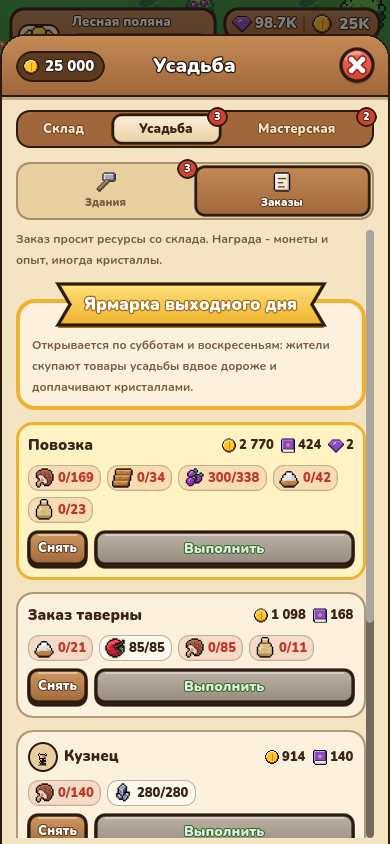 Лесная поляна
98.7K
25K
25 000
Усадьба
Склад
Усадьба
3
Мастерская
2
Здания
3
Заказы
Заказ просит ресурсы со склада. Награда - монеты и
опыт, иногда кристаллы.
Ярмарка выходного дня
Открывается по субботам и воскресеньям: жители
скупают товары усадьбы вдвое дороже и
доплачивают кристаллами.
Повозка
2 770
424
2
0/169
0/34
300/338
0/42
0/23
Снять
Выполнить
Заказ таверны
1 098
168
0/21
85/85
0/85
0/11
Снять
Выполнить
Кузнец
914
140
0/140
280/280
Снять
Выполнить